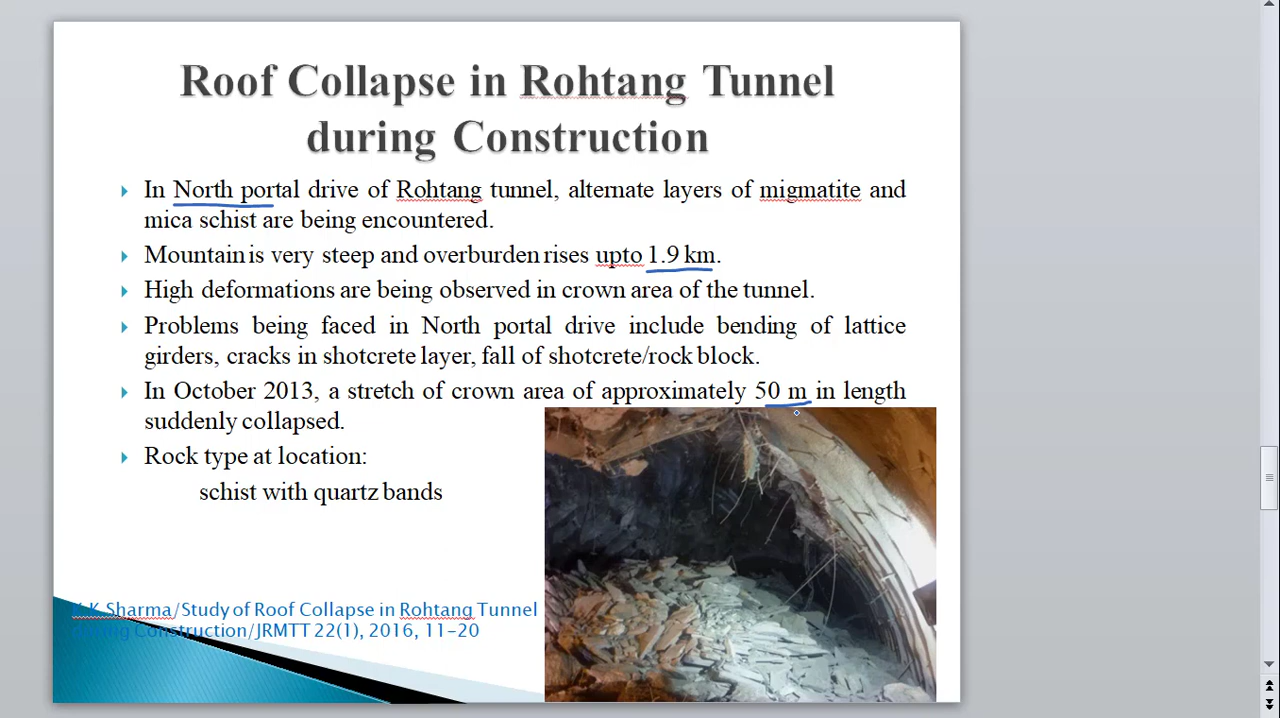 Roof Collapse in Rohtang Tunnel
during Construction
In North portal drive of Rohtang tunnel, alternate layers of migmatite and
mica schist are being encountered.
Mountain is very steep and overburden rises upto 1.9 km.
High deformations are being observed in crown area of the tunnel.
Problems being faced in North portal drive include bending of lattice
girders, cracks in shotcrete layer, fall of shotcrete/rock block.
In October 2013, a stretch of crown area of approximately 50 m in length
suddenly collapsed.
Rock type at location:
schist with quartz bands
K.K.Sharma/Study of Roof Collapse in Rohtang Tunnel
during Construction/JRMTT 22(1), 2016, 11-20